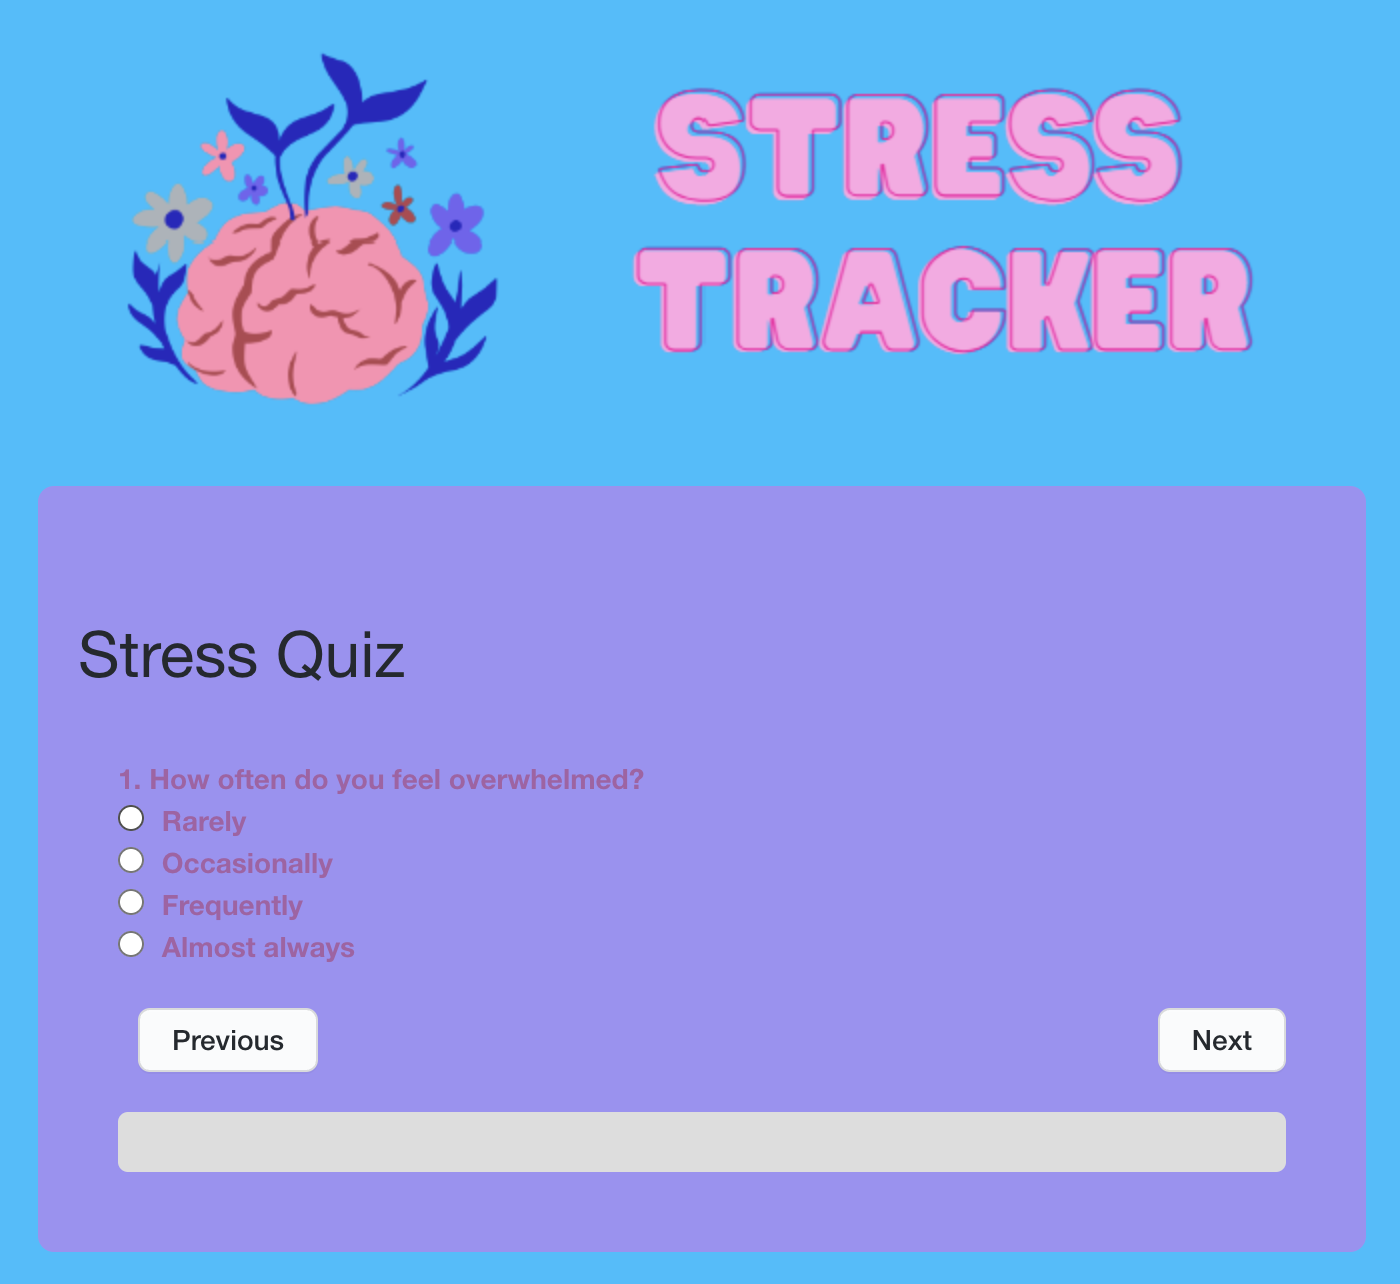 STRESS
TRACKER
Stress Quiz
1. How often do you feel overwhelmed?
Rarely
Occasionally
Frequently
Almost always
Previous
Next